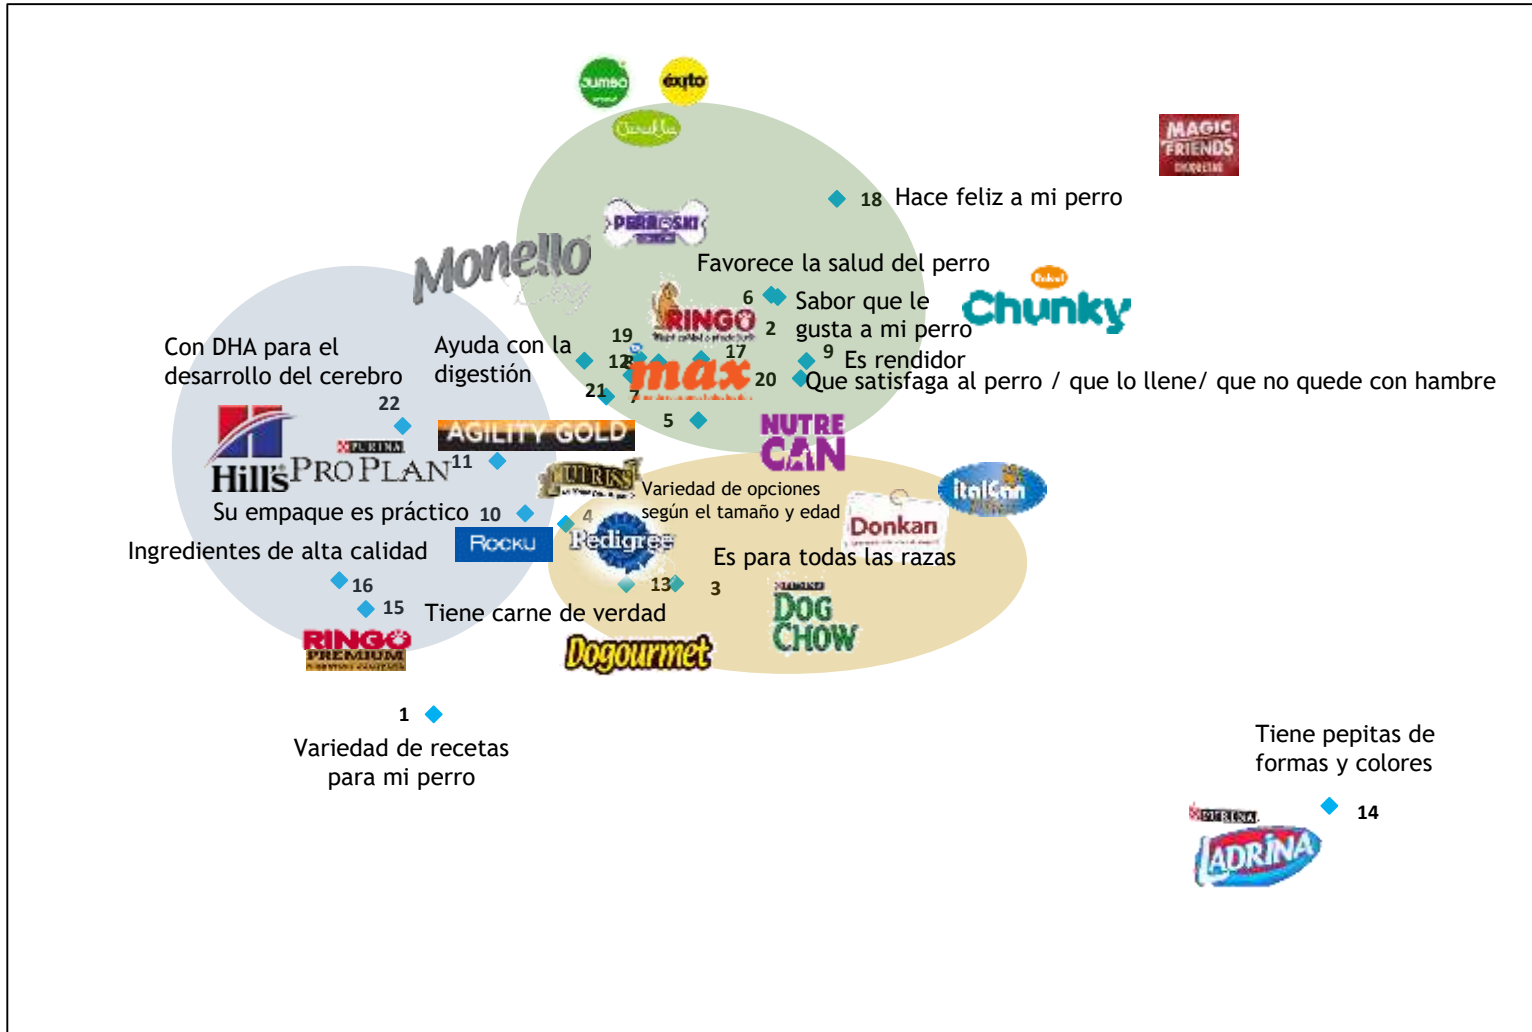 JUMBO
éxito
Carulla
MAGIC
FRIENDS
18 Hace feliz a mi perro
PERROSKI
Monello
Dog
Favorece la salud del perro
6
Sabor que le
gusta a mi perro
2
RINGO
Chunky
19
17
9
Es rendidor
12
8
max
20
Que satisfaga al perro / que lo llene/ que no quede con hambre
Con DHA para el
desarrollo del cerebro
Ayuda con la
digestión
21
7
22
5
AGILITY GOLD
NUTRE
CAN
Hill's
PURINA
PRO PLAN
11
NUTRISS
Variedad de opciones
según el tamaño y edad
italcan
Su empaque es práctico
10
4
Donkan
Ingredientes de alta calidad
ROCKU
Pedigree
Es para todas las razas
16
13
3
15
Tiene carne de verdad
DOG
CHOW
RINGO
PREMIUM
Dogourmet
1
Variedad de recetas
para mi perro
Tiene pepitas de
formas y colores
14
PURINA
LADRINA